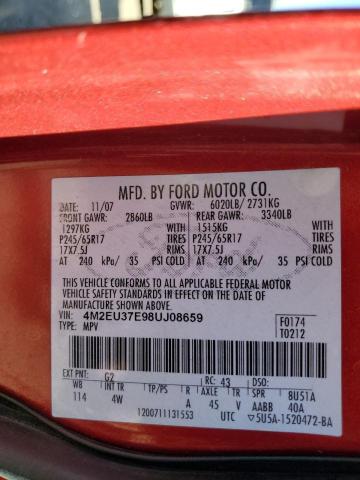 MFD. BY FORD MOTOR CO.
DATE: 11/07 GVWR: 6020LB/ 2731KG
FRONT GAWR: 2860LB REAR GAWR: 3340LB
1297KG WITH 1515KG WITH
P245/65R17 TIRES P245/65R17 TIRES
17X7.5J RIMS 17X7.5J RIMS
AT 240 kPa/ 35 PSI COLD AT 240 kPa/ 35 PSI COLD
THIS VEHICLE CONFORMS TO ALL APPLICABLE FEDERAL MOTOR
VEHICLE SAFETY AND THEFT PREVENTION STANDARDS IN EFFECT ON
THE DATE OF MANUFACTURE SHOWN ABOVE.
VIN: 4M2EU37E98UJ08659 F0174
TYPE: MPV T0212
EXT PNT: G2 RC: 43 DSO:
WB INT TR TP/PS R AXLE TR SPR 8U51A
114 4W A 45 V AABB 40A
1200711131553 UTC 5U5A-1520472-BA